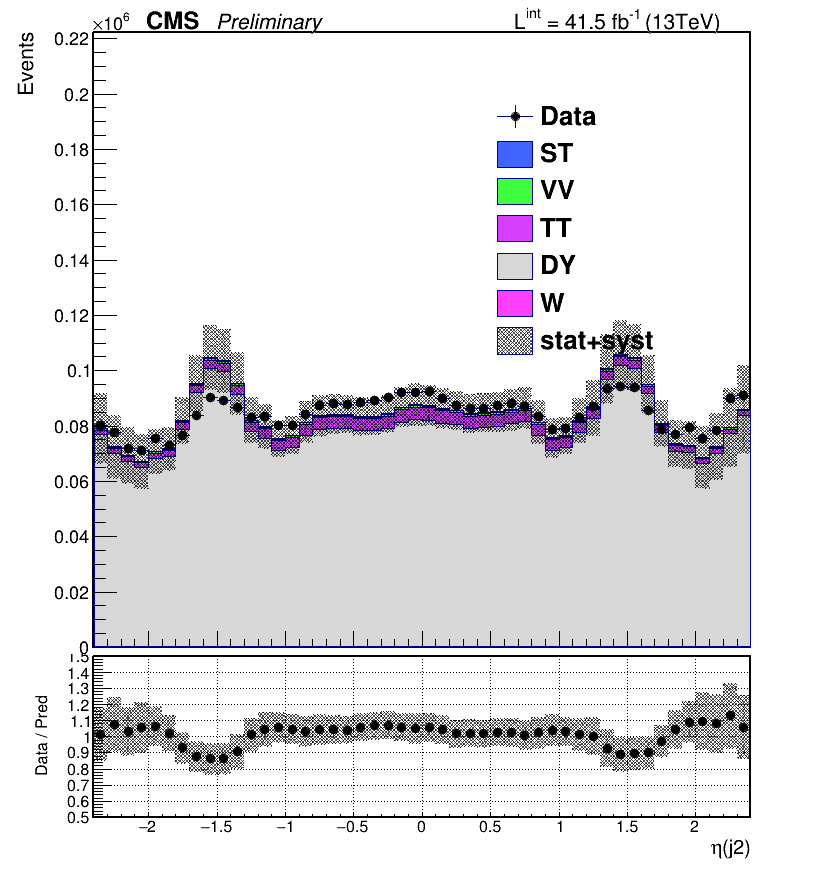 ×10⁶ CMS Preliminary Lⁱⁿᵗ = 41.5 fb⁻¹ (13TeV)
Events
0.22
0.2
0.18
0.16
0.14
0.12
0.1
0.08
0.06
0.04
0.02
0
Data
ST
VV
TT
DY
W
stat+syst
Data / Pred
1.5
1.4
1.3
1.2
1.1
1
0.9
0.8
0.7
0.6
0.5
−2 −1.5 −1 −0.5 0 0.5 1 1.5 2
η(j2)